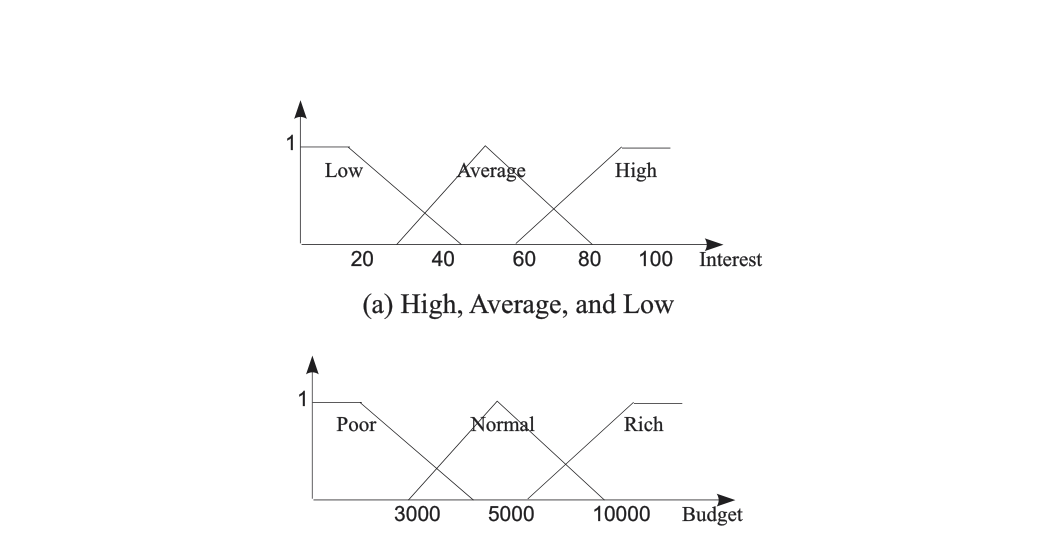 1
Low Average High
20 40 60 80 100 Interest
(a) High, Average, and Low
1
Poor Normal Rich
3000 5000 10000 Budget